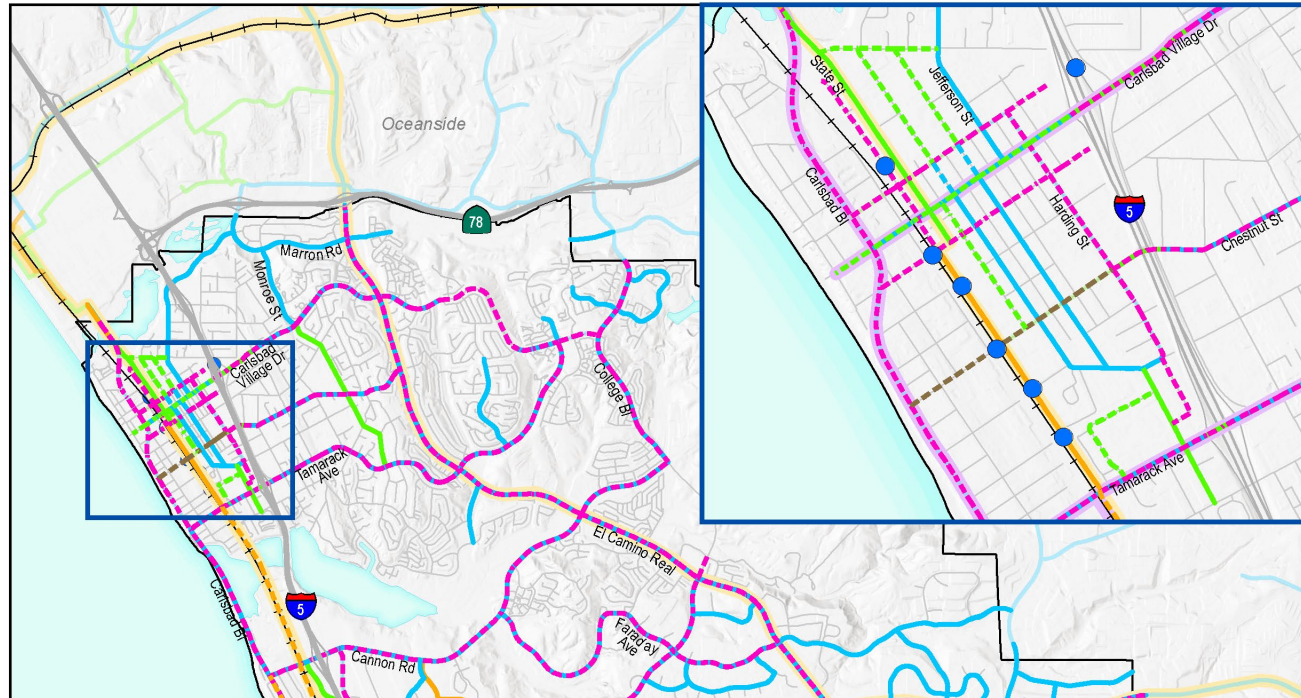 Oceanside
78
Marron Rd
Monroe St
Carlsbad
Village Dr
College Bl
Tamarack
Ave
El Camino Real
Carlsbad Bl
5
Faraday
Ave
Cannon Rd
State St
Jefferson St
Carlsbad Village Dr
Carlsbad Bl
Harding St
5
Chestnut St
Tamarack Ave